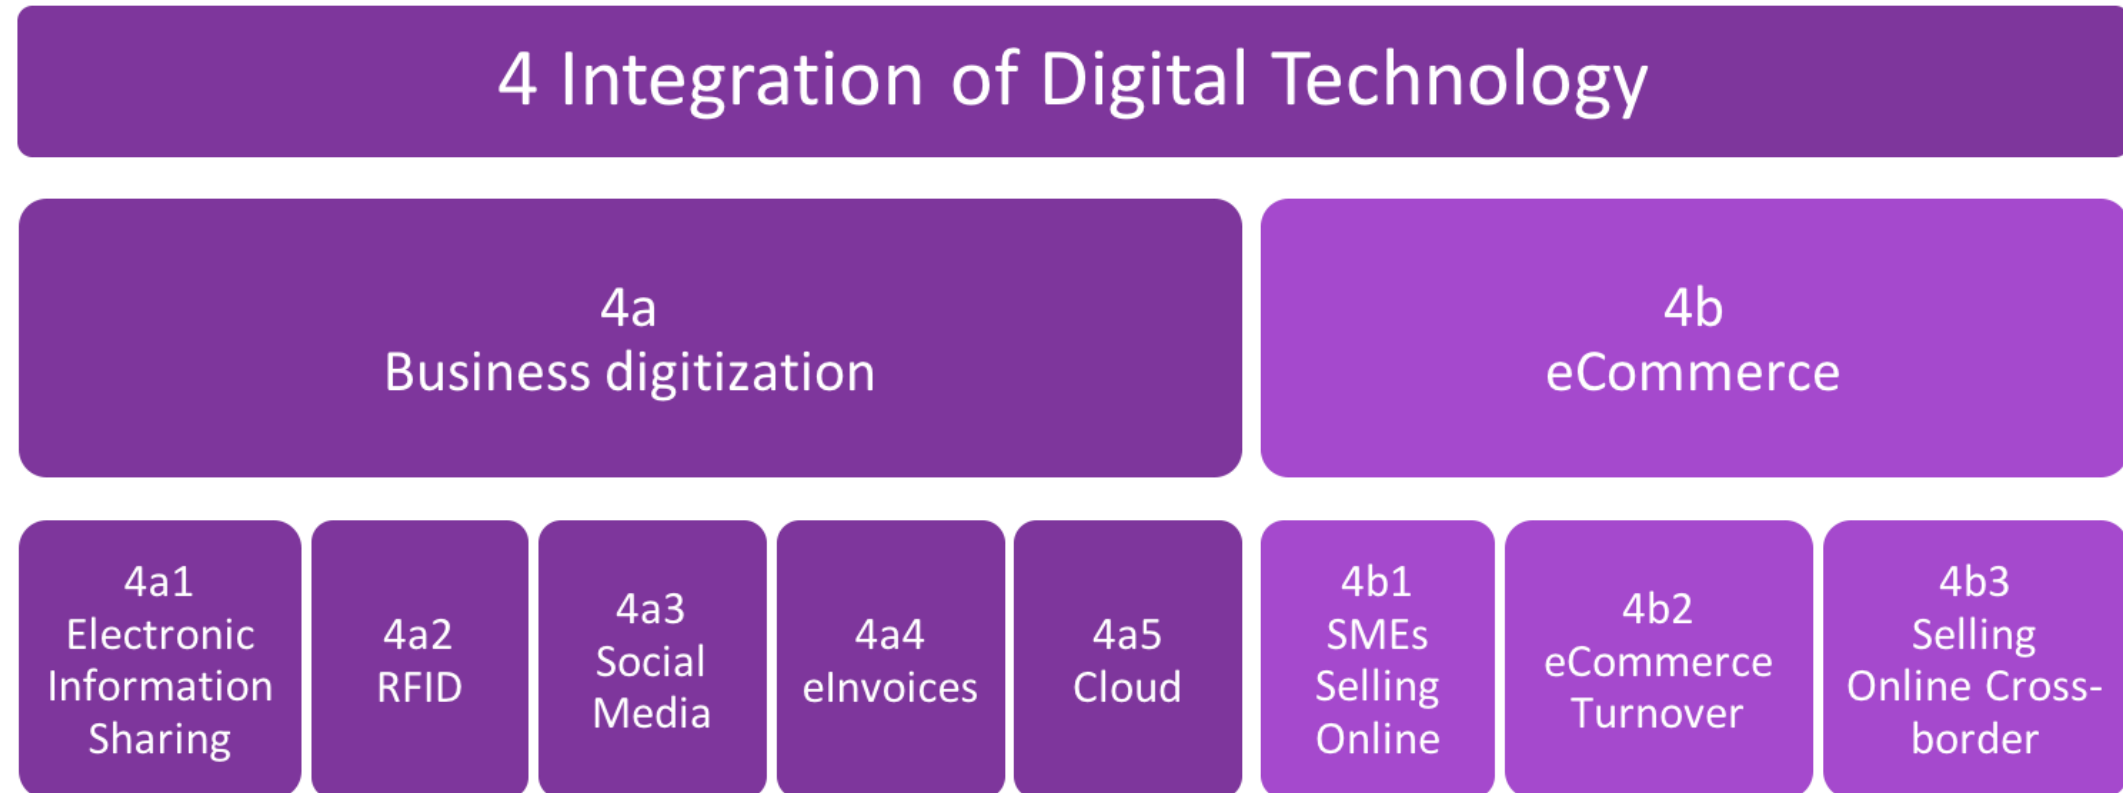 4 Integration of Digital Technology
4a
Business digitization
4b
eCommerce
4a1
Electronic
Information
Sharing
4a2
RFID
4a3
Social
Media
4a4
eInvoices
4a5
Cloud
4b1
SMEs
Selling
Online
4b2
eCommerce
Turnover
4b3
Selling
Online Cross-
border